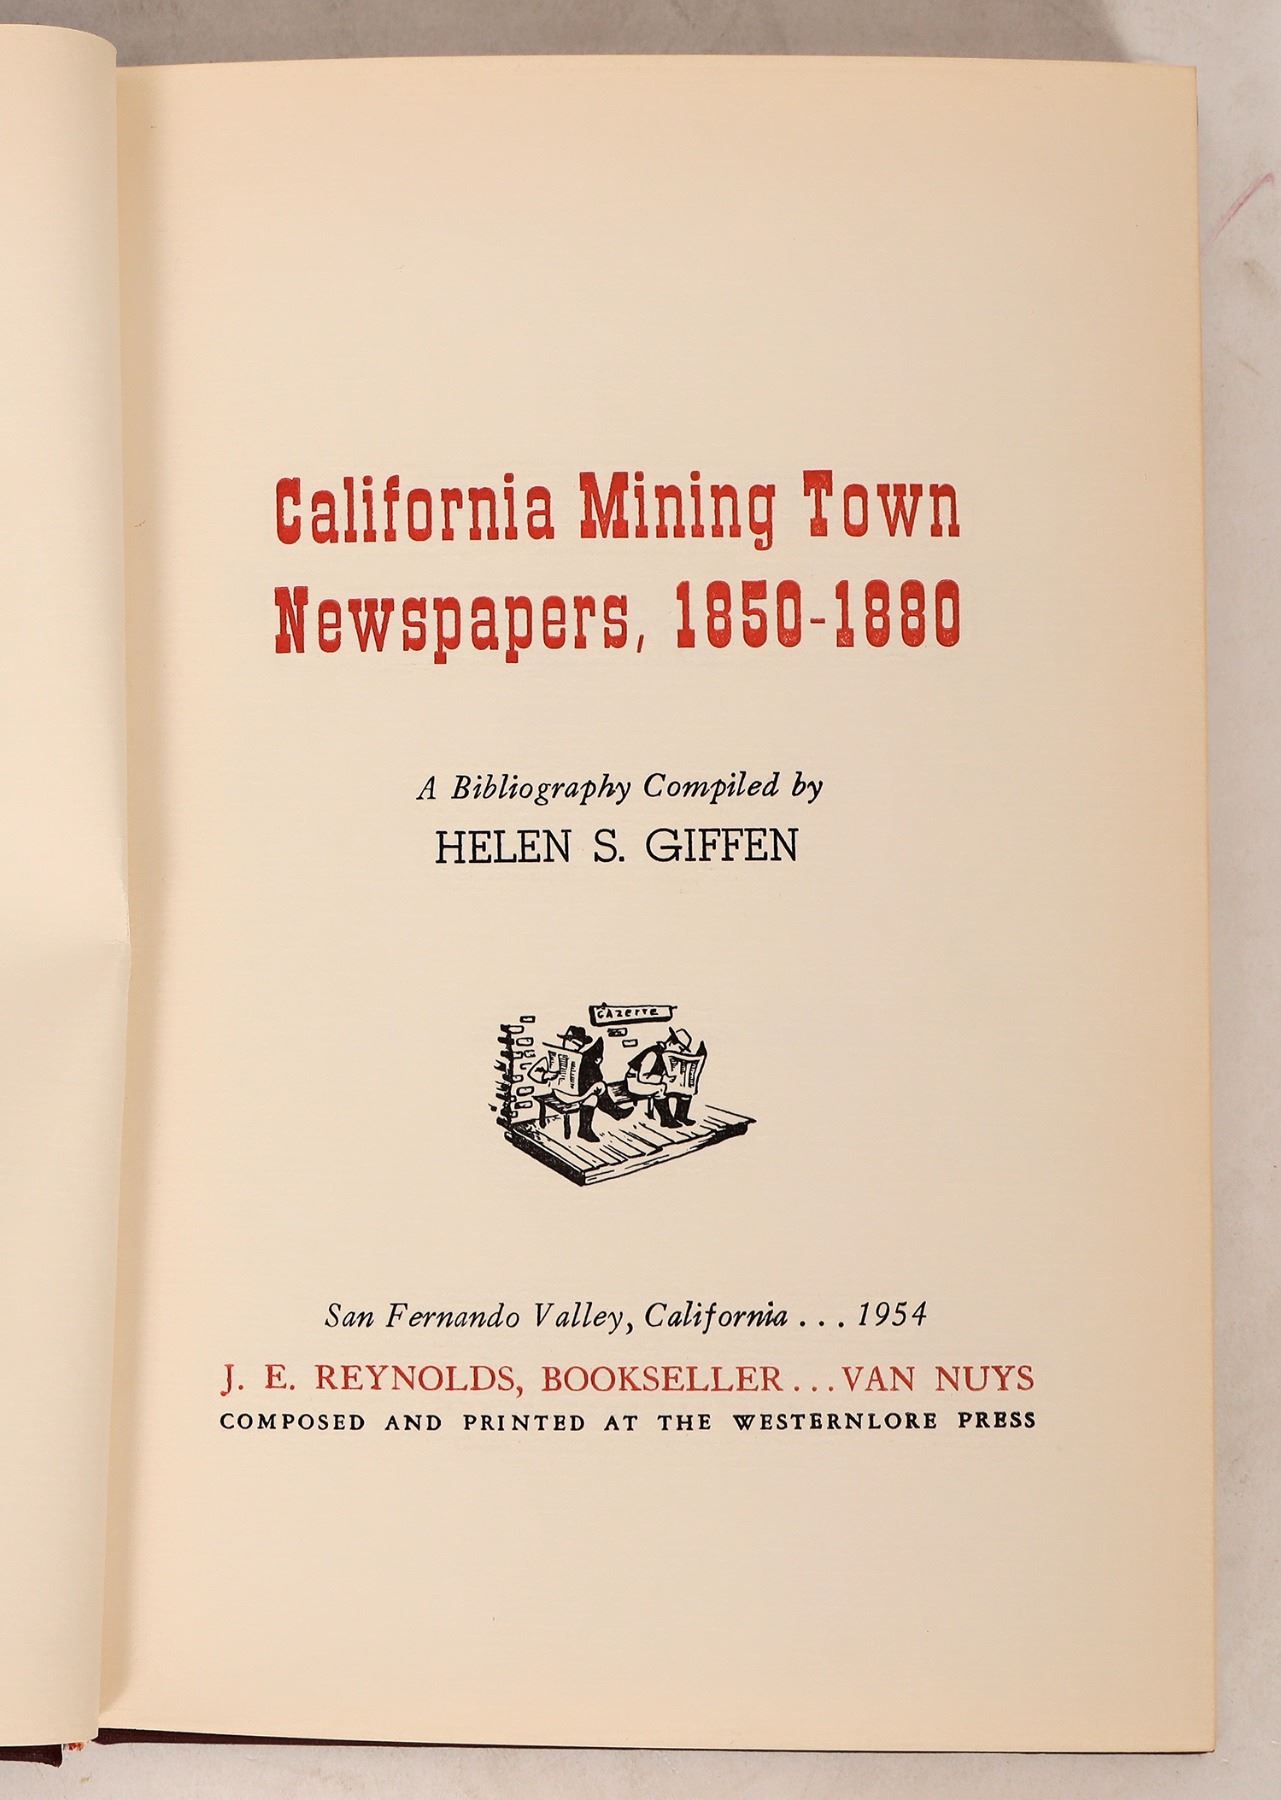 California Mining Town
Newspapers, 1850-1880
A Bibliography Compiled by
HELEN S. GIFFEN
GAZETTE
San Fernando Valley, California . . . 1954
J. E. REYNOLDS, BOOKSELLER . . . VAN NUYS
COMPOSED AND PRINTED AT THE WESTERNLORE PRESS